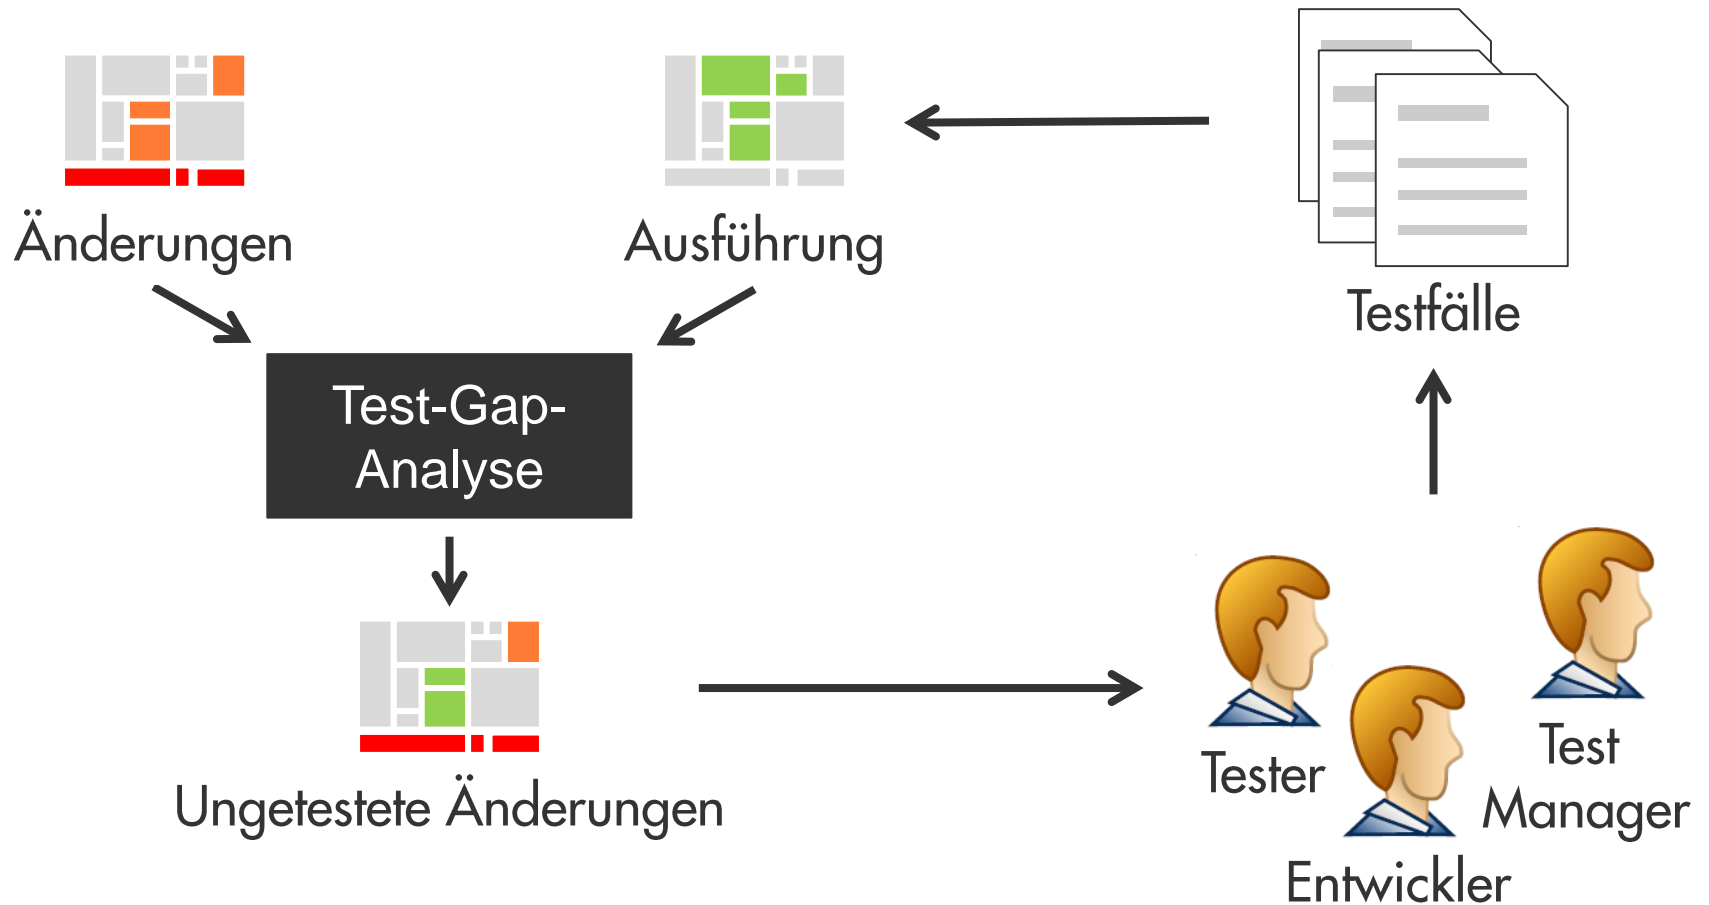 Änderungen
Ausführung
Testfälle
Test-Gap-
Analyse
Ungetestete Änderungen
Tester
Test
Manager
Entwickler